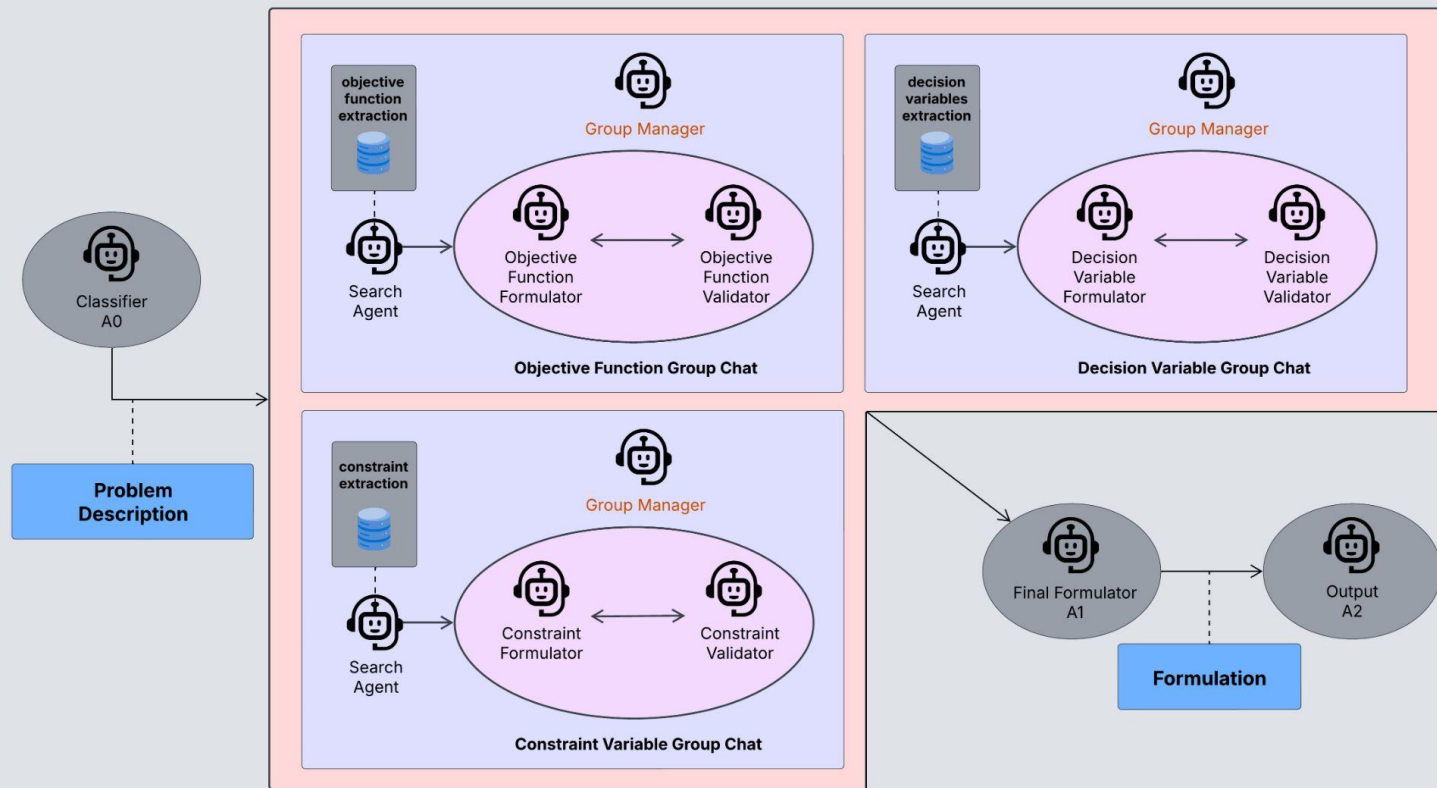 Classifier
A0
Problem
Description
objective
function
extraction
Group Manager
Search
Agent
Objective
Function
Formulator
Objective
Function
Validator
Objective Function Group Chat
decision
variables
extraction
Group Manager
Search
Agent
Decision
Variable
Formulator
Decision
Variable
Validator
Decision Variable Group Chat
constraint
extraction
Group Manager
Search
Agent
Constraint
Formulator
Constraint
Validator
Constraint Variable Group Chat
Final Formulator
A1
Output
A2
Formulation